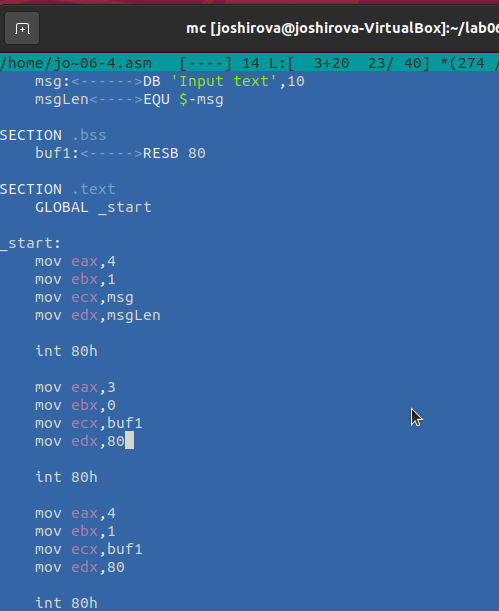 mc [joshirova@joshirova-VirtualBox]:~/lab06
/home/jo~06-4.asm [----] 14 L:[ 3+20 23/ 40] *(274 /
msg:<------>DB 'Input text',10
msgLen<---->EQU $-msg
SECTION .bss
buf1:<----->RESB 80
SECTION .text
GLOBAL _start
_start:
mov eax,4
mov ebx,1
mov ecx,msg
mov edx,msgLen
int 80h
mov eax,3
mov ebx,0
mov ecx,buf1
mov edx,80
int 80h
mov eax,4
mov ebx,1
mov ecx,buf1
mov edx,80
int 80h